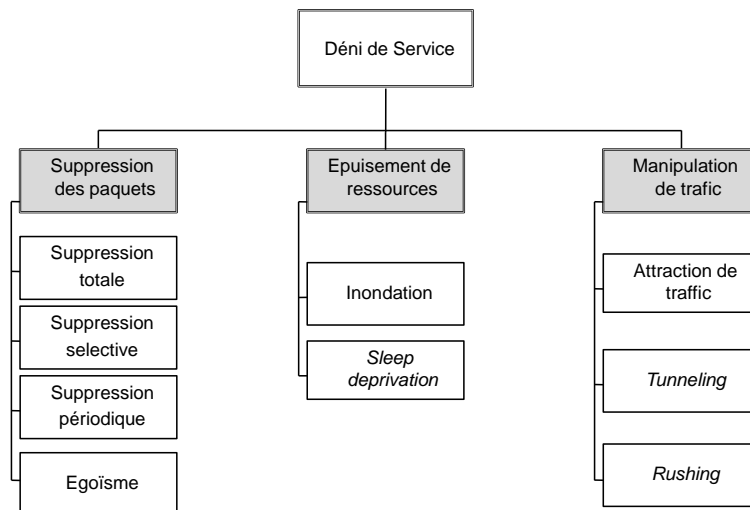 Déni de Service
Suppression
des paquets
Epuisement de
ressources
Manipulation
de trafic
Suppression
totale
Suppression
selective
Suppression
périodique
Egoïsme
Inondation
Sleep
deprivation
Attraction de
traffic
Tunneling
Rushing